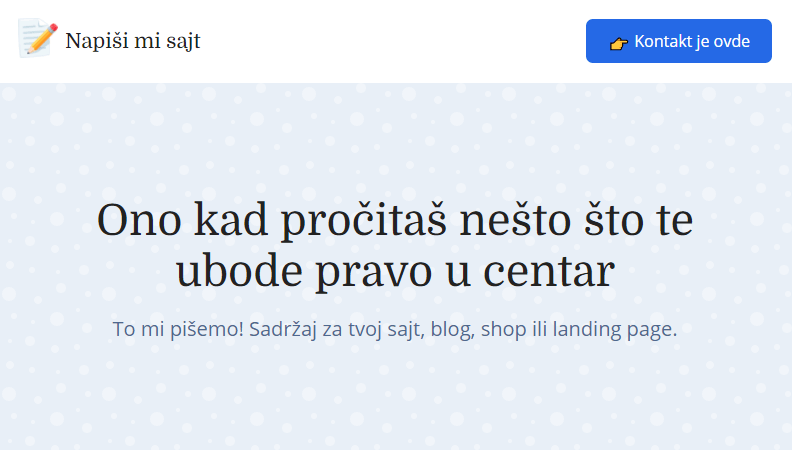 Napiši mi sajt
👉 Kontakt je ovde
Ono kad pročitaš nešto što te
ubode pravo u centar
To mi pišemo! Sadržaj za tvoj sajt, blog, shop ili landing page.